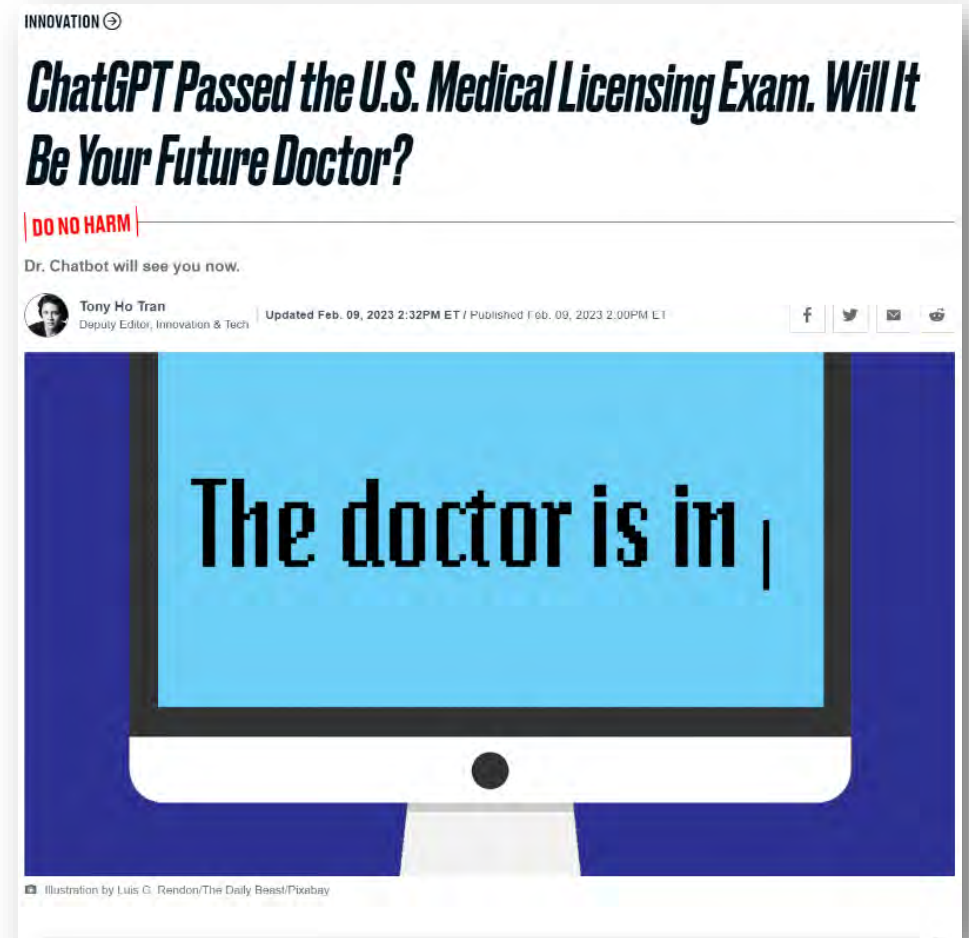 INNOVATION
ChatGPT Passed the U.S. Medical Licensing Exam. Will It
Be Your Future Doctor?
DO NO HARM
Dr. Chatbot will see you now.
Tony Ho Tran
Deputy Editor, Innovation & Tech
Updated Feb. 09, 2023 2:32PM ET / Published Feb. 09, 2023 2:00PM ET
The doctor is in
Illustration by Luis G. Rendon/The Daily Beast/Pixabay